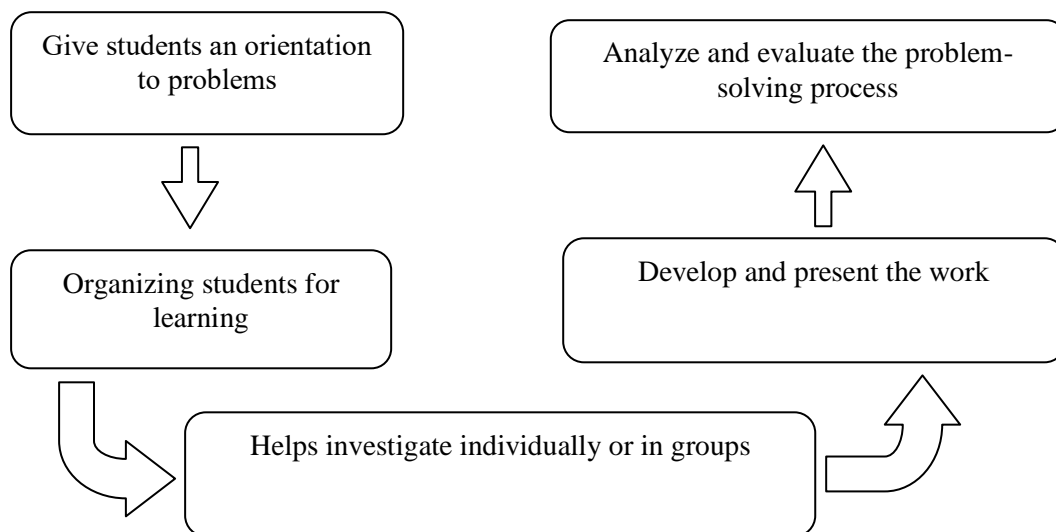 Give students an orientation
to problems
Organizing students for
learning
Helps investigate individually or in groups
Develop and present the work
Analyze and evaluate the problem-
solving process